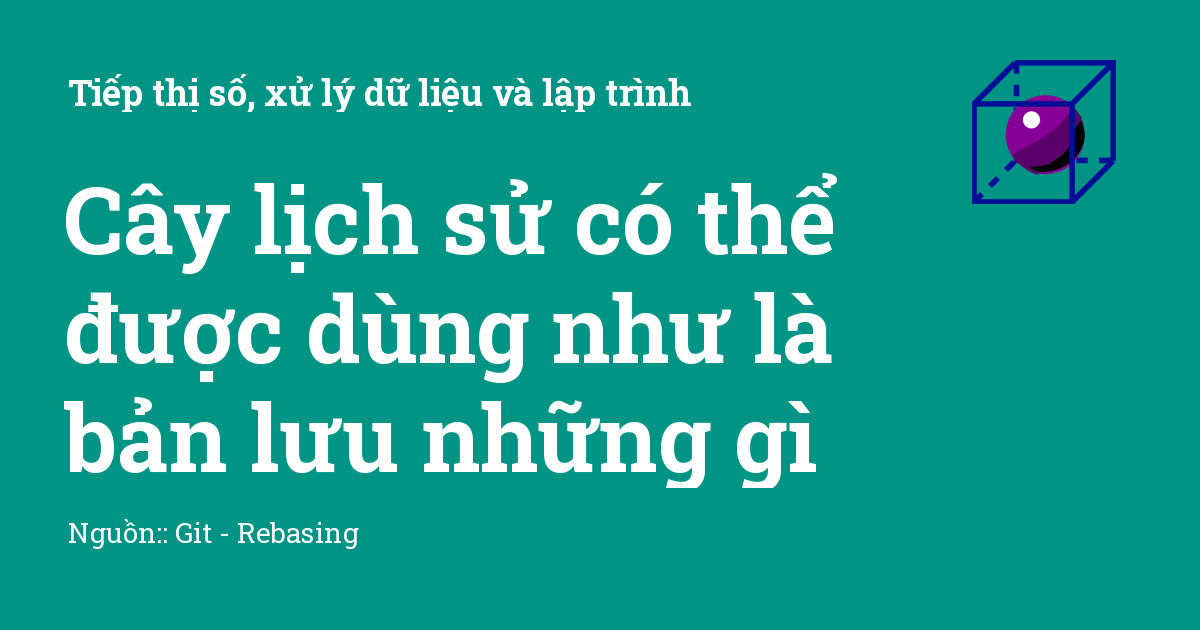 Tiếp thị số, xử lý dữ liệu và lập trình
Cây lịch sử có thể
được dùng như là
bản lưu những gì
Nguồn:: Git - Rebasing